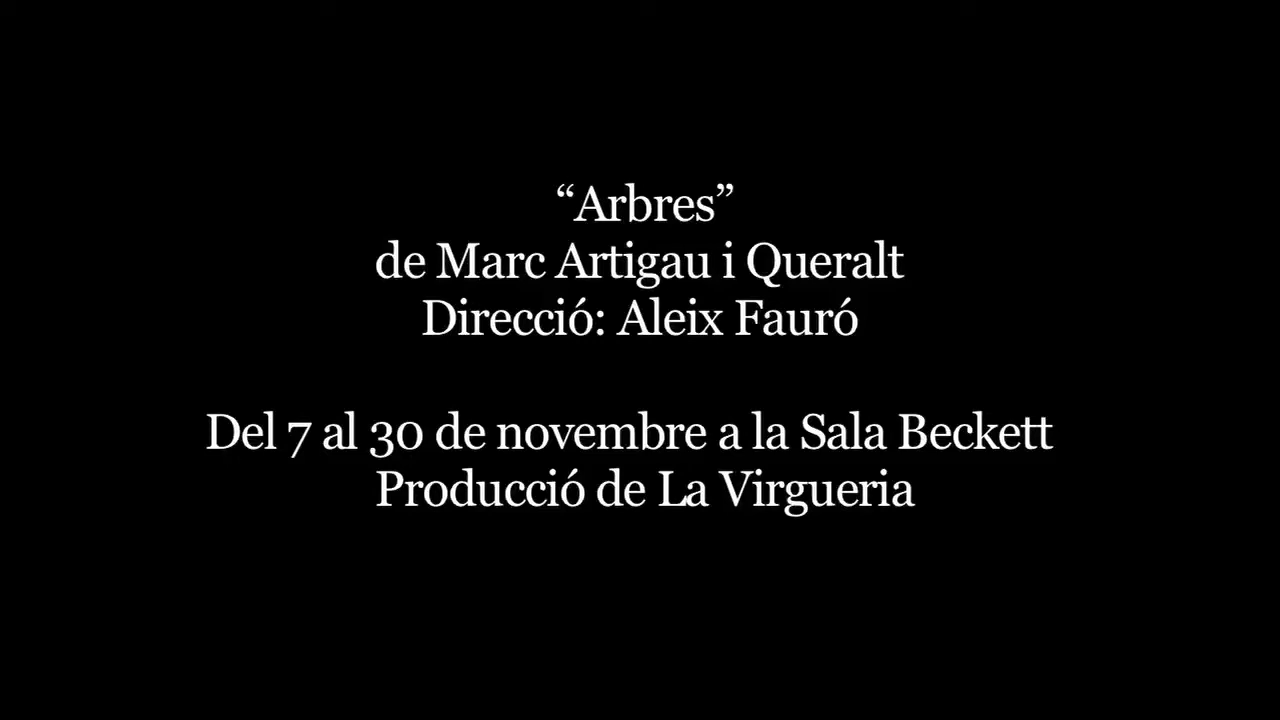 “Arbres”
de Marc Artigau i Queralt
Direcció: Aleix Fauró
Del 7 al 30 de novembre a la Sala Beckett
Producció de La Virgueria